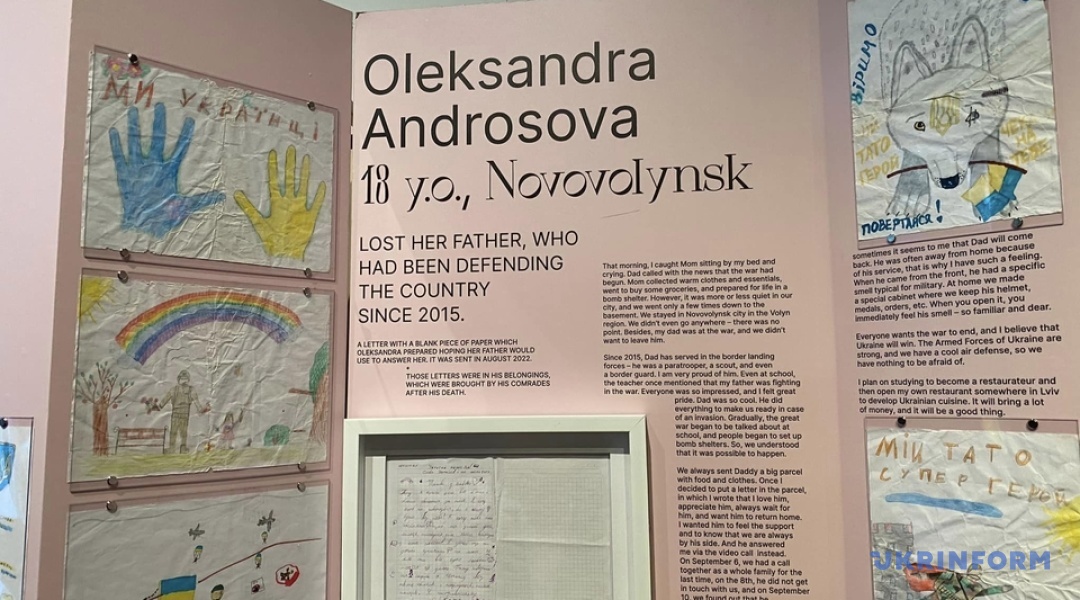 МИ УКРАЇНЦІ
Oleksandra
Androsova
18 y.o., Novovolynsk
LOST HER FATHER, WHO
HAD BEEN DEFENDING
THE COUNTRY
SINCE 2015.
A LETTER WITH A BLANK PIECE OF PAPER WHICH
OLEKSANDRA PREPARED HOPING HER FATHER WOULD
USE TO ANSWER HER. IT WAS SENT IN AUGUST 2022.
THOSE LETTERS WERE IN HIS BELONGINGS,
WHICH WERE BROUGHT BY HIS COMRADES
AFTER HIS DEATH.
That morning, I caught Mom sitting by my bed and
crying. Dad called with the news that the war had
begun. Mom collected warm clothes and essentials,
went to buy some groceries, and prepared for life in a
bomb shelter. However, it was more or less quiet in our
city, and we went only a few times down to the
basement. We stayed in Novovolynsk city in the Volyn
region. We didn't even go anywhere – there was no
point. Besides, my dad was at the war, and we didn't
want to leave him.
Since 2015, Dad has served in the border landing
forces – he was a paratrooper, a scout, and even
a border guard. I am very proud of him. Even at school,
the teacher once mentioned that my father was fighting
in the war. Everyone was so impressed, and I felt great
pride. Dad was so cool. He did
everything to make us ready in case
of an invasion. Gradually, the great
war began to be talked about at
school, and people began to set up
bomb shelters. So, we understood
that it was possible to happen.
We always sent Daddy a big parcel
with food and clothes. Once I
decided to put a letter in the parcel,
in which I wrote that I love him,
appreciate him, always wait for
him, and want him to return home.
I wanted him to feel the support
and to know that we are always
by his side. And he answered
me via the video call instead.
On September 6, we had a call
together as a whole family for the
last time, on the 8th, he did not get
in touch with us, and on September
10, we found out that he
ВІРИМО
ТАТО
ГЕРОЙ
НА
ТЕБЕ
ПОВЕРТАЙСЯ!
sometimes it seems to me that Dad will come
back. He was often away from home because
of his service, that is why I have such a feeling.
When he came from the front, he had a specific
smell typical for military. At home we made
a special cabinet where we keep his helmet,
medals, orders, etc. When you open it, you
immediately feel his smell – so familiar and dear.
Everyone wants the war to end, and I believe that
Ukraine will win. The Armed Forces of Ukraine are
strong, and we have a cool air defense, so we
have nothing to be afraid of.
I plan on studying to become a restaurateur and
then open my own restaurant somewhere in Lviv
to develop Ukrainian cuisine. It will bring a lot
of money, and it will be a good thing.
МІЙ ТАТО
СУПЕР ГЕРОЙ
UKRINFORM